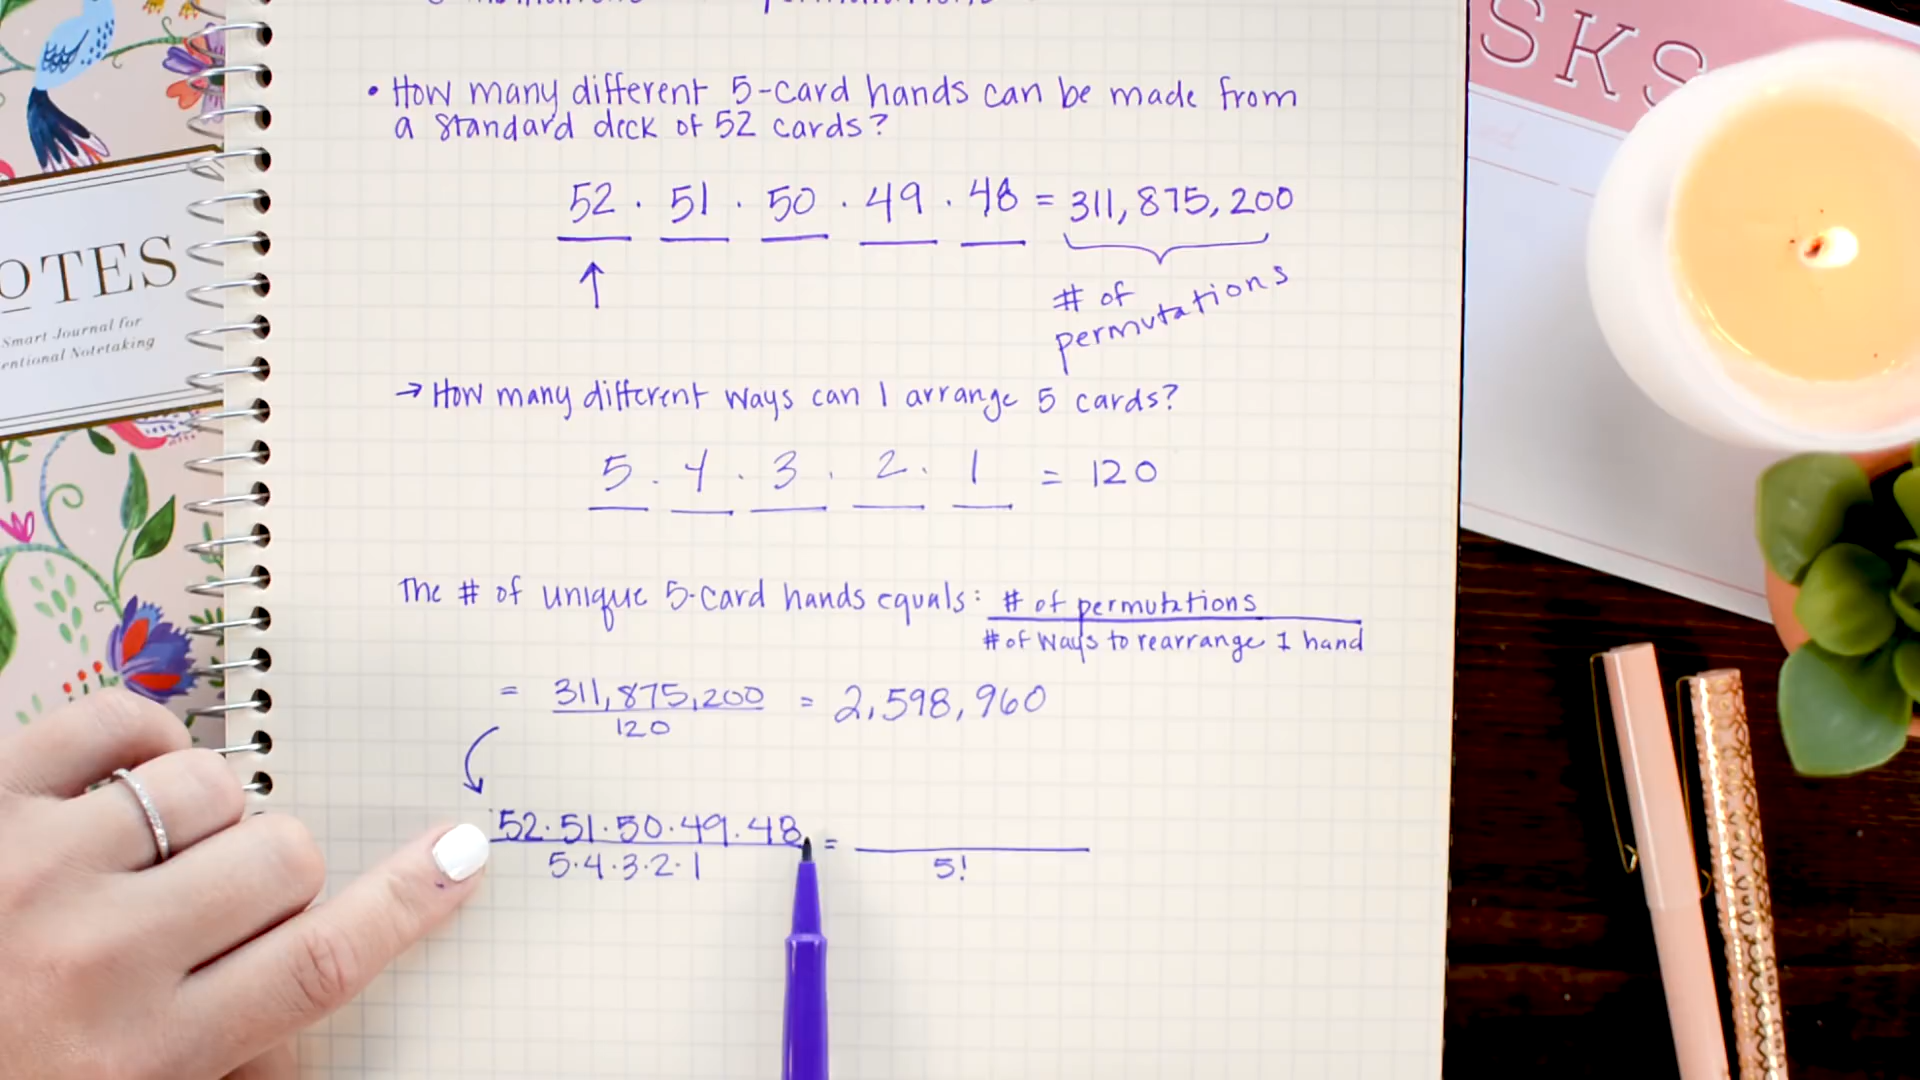 • How many different 5-card hands can be made from
a standard deck of 52 cards?
52 · 51 · 50 · 49 · 48 = 311,875,200
↑
# of
permutations
→ How many different ways can I arrange 5 cards?
5 · 4 · 3 · 2 · 1 = 120
The # of unique 5-card hands equals: # of permutations
# of ways to rearrange 1 hand
= 311,875,200 = 2,598,960
120
52·51·50·49·48 =
5·4·3·2·1 5!
OTES
Smart Journal for
entional Notetaking
SKS